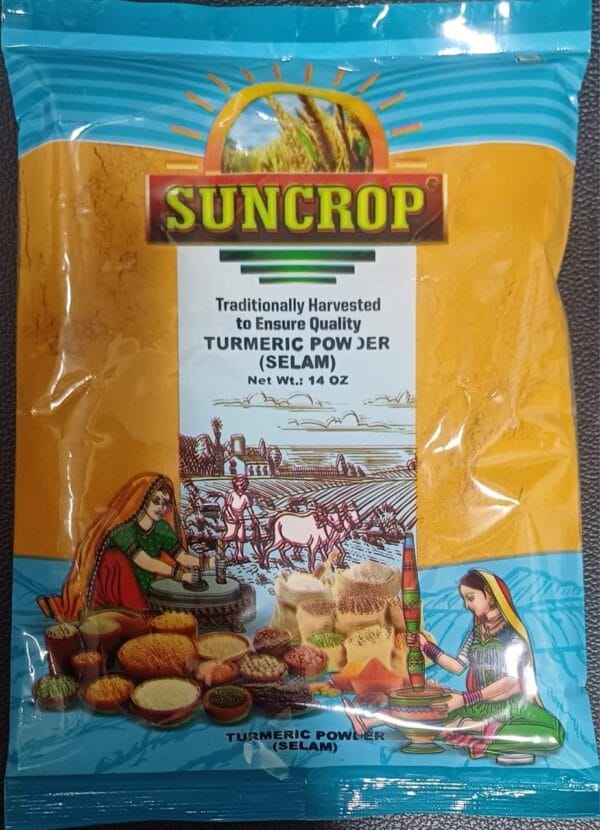 SUNCROP®
Traditionally Harvested
to Ensure Quality
TURMERIC POWDER
(SELAM)
Net Wt.: 14 OZ
TURMERIC POWDER
(SELAM)